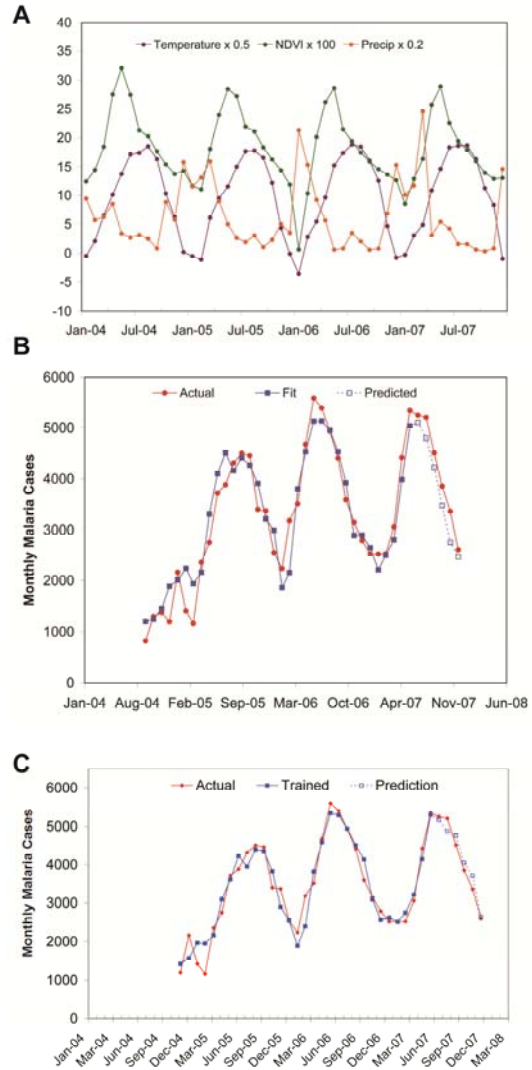 A
Temperature x 0.5 NDVI x 100 Precip x 0.2
40
35
30
25
20
15
10
5
0
-5
-10
Jan-04 Jul-04 Jan-05 Jul-05 Jan-06 Jul-06 Jan-07 Jul-07
B
Actual Fit Predicted
Monthly Malaria Cases
6000
5000
4000
3000
2000
1000
0
Jan-04 Aug-04 Feb-05 Sep-05 Mar-06 Oct-06 Apr-07 Nov-07 Jun-08
C
Actual Trained Prediction
Monthly Malaria Cases
6000
5000
4000
3000
2000
1000
0
Jan-04 Mar-04 Jun-04 Sep-04 Dec-04 Mar-05 Jun-05 Sep-05 Dec-05 Mar-06 Jun-06 Sep-06 Dec-06 Mar-07 Jun-07 Sep-07 Dec-07 Mar-08